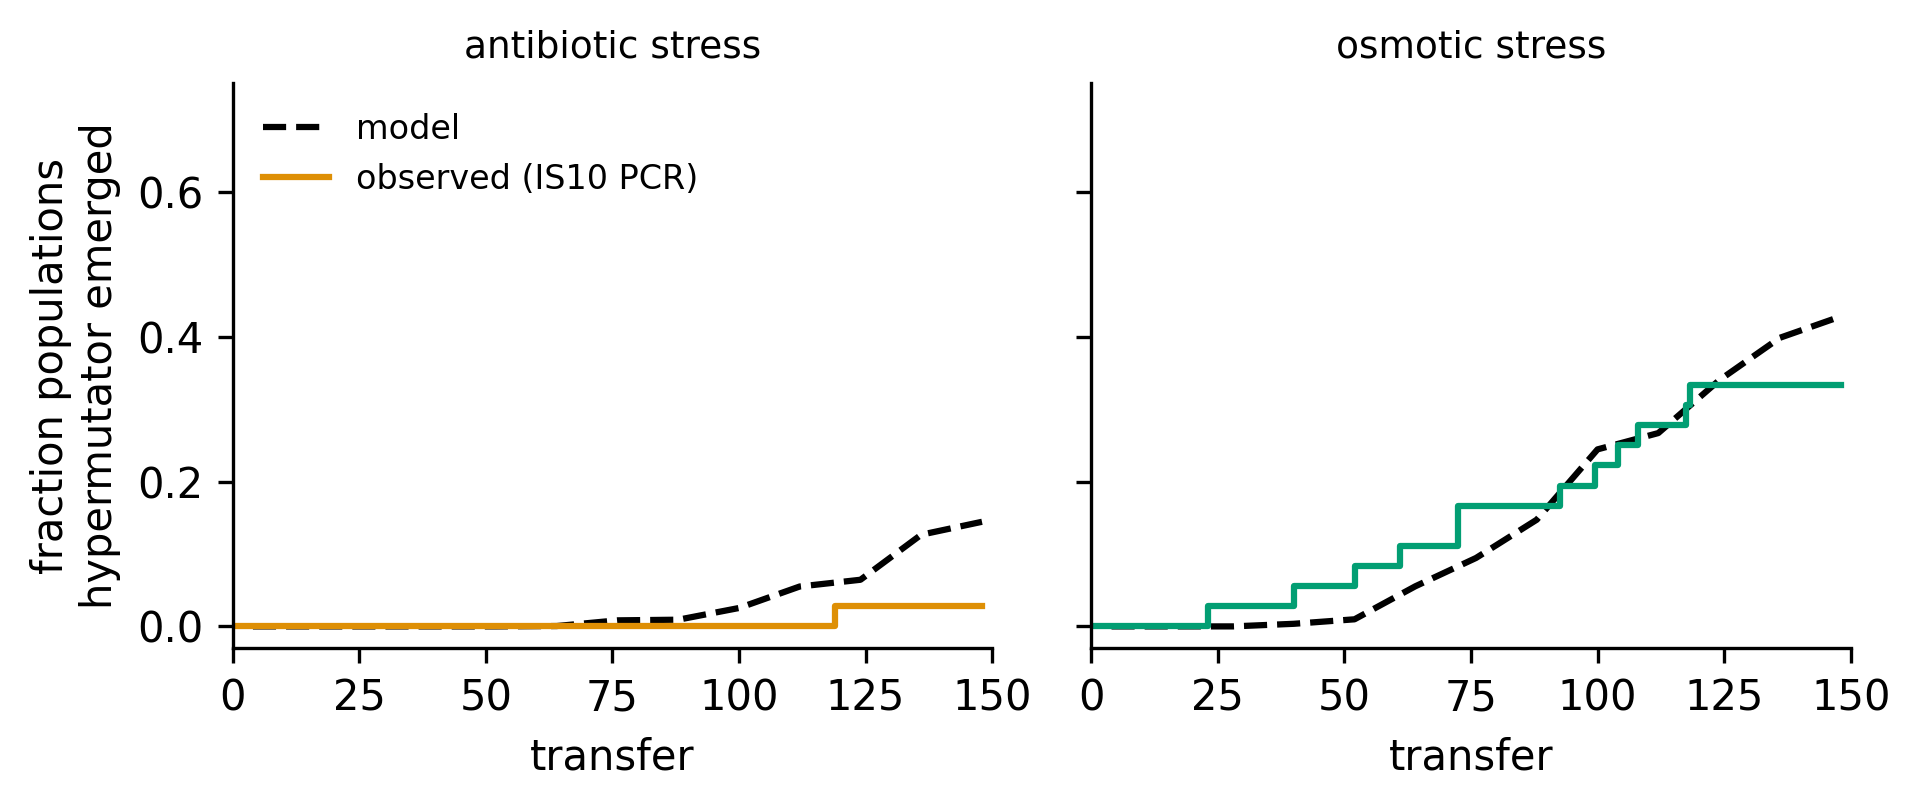 antibiotic stress
osmotic stress
model
observed (IS10 PCR)
fraction populations
hypermutator emerged
0.6
0.4
0.2
0.0
0 25 50 75 100 125 150
0 25 50 75 100 125 150
transfer
transfer